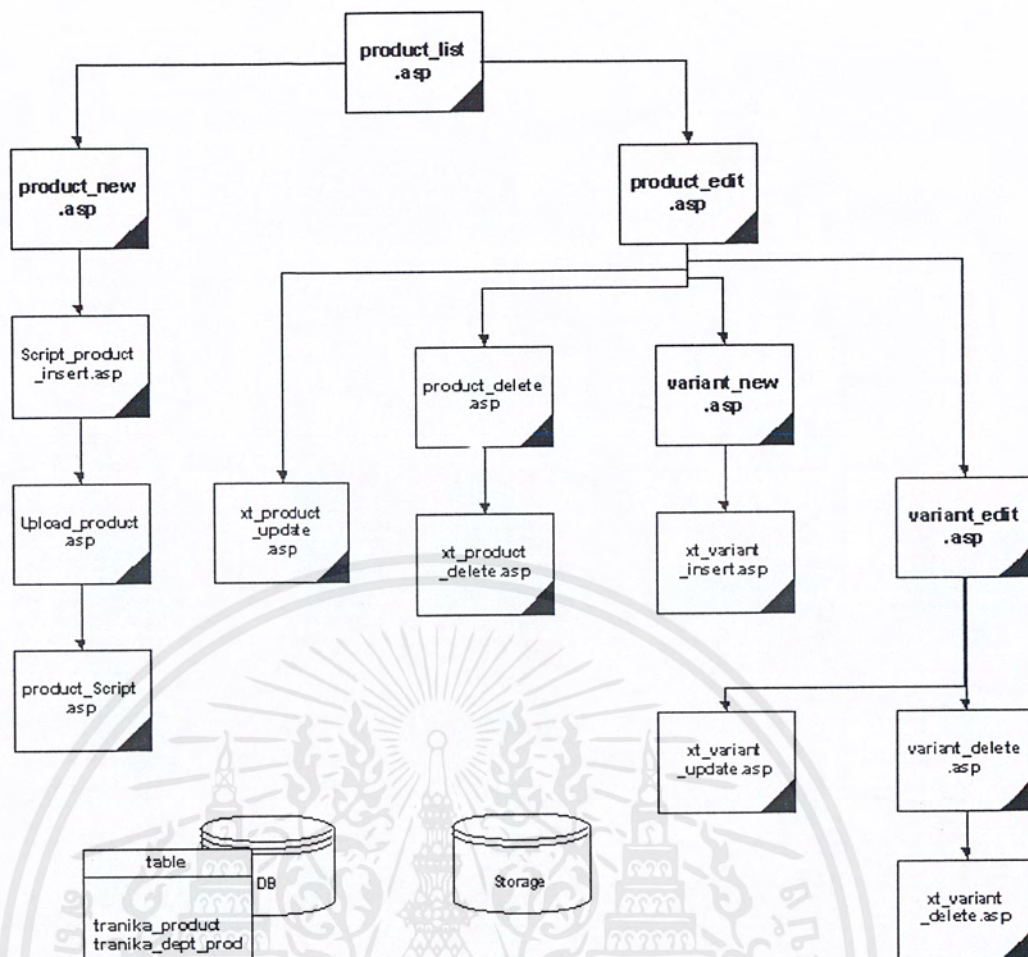 product_list
.asp
product_new
.asp
product_edit
.asp
Script_product
_insert.asp
product_delete
.asp
variant_new
.asp
Upload_product
.asp
xt_product
_update
.asp
xt_product
_delete.asp
xt_variant
_insert.asp
variant_edit
.asp
product_Script
.asp
xt_variant
_update.asp
variant_delete
.asp
table
DB
Storage
tranika_product
tranika_dept_prod
xt_variant
_delete.asp